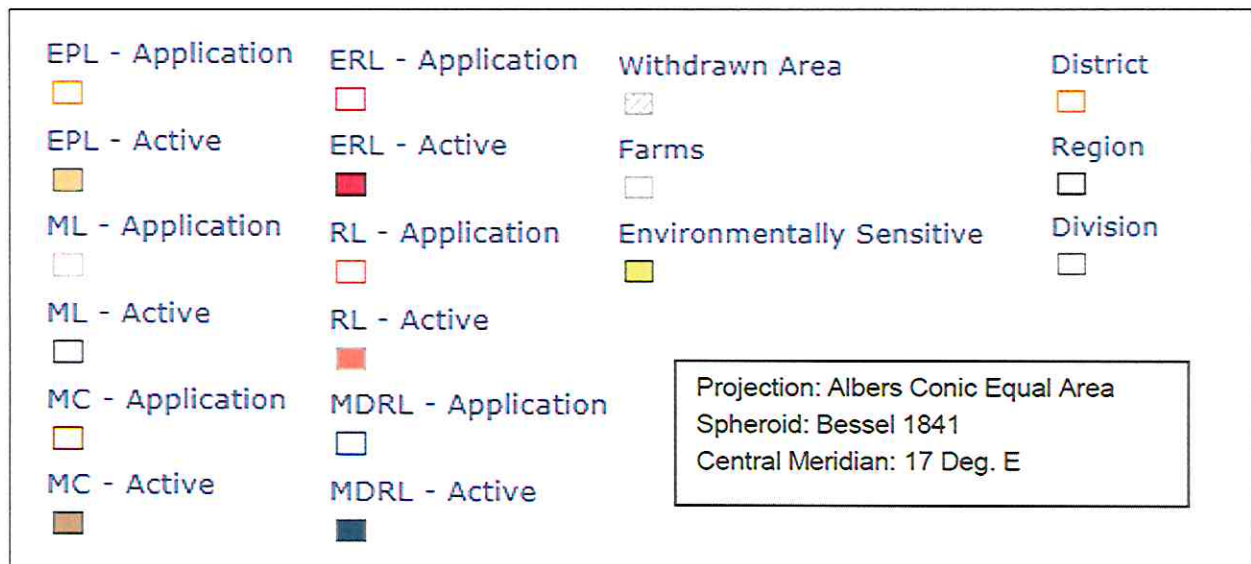 EPL - Application
EPL - Active
ML - Application
ML - Active
MC - Application
MC - Active
ERL - Application
ERL - Active
RL - Application
RL - Active
MDRL - Application
MDRL - Active
Withdrawn Area
Farms
Environmentally Sensitive
District
Region
Division
Projection: Albers Conic Equal Area
Spheroid: Bessel 1841
Central Meridian: 17 Deg. E